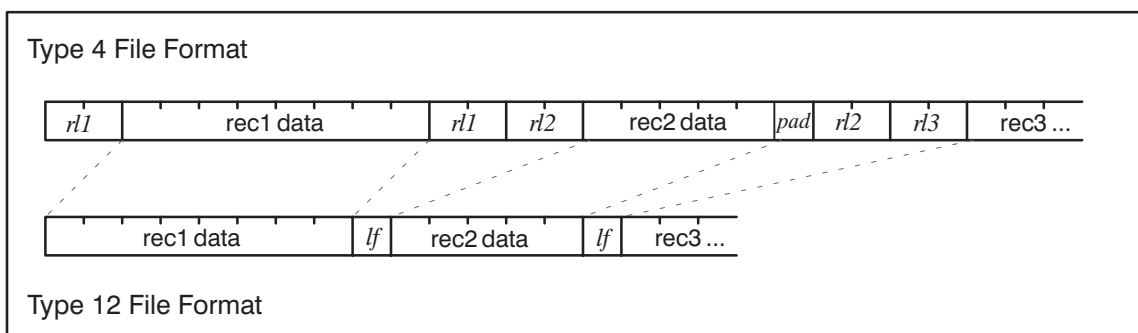 Type 4 File Format
rl1 rec1 data rl1 rl2 rec2 data pad rl2 rl3 rec3 ...
rec1 data lf rec2 data lf rec3 ...
Type 12 File Format